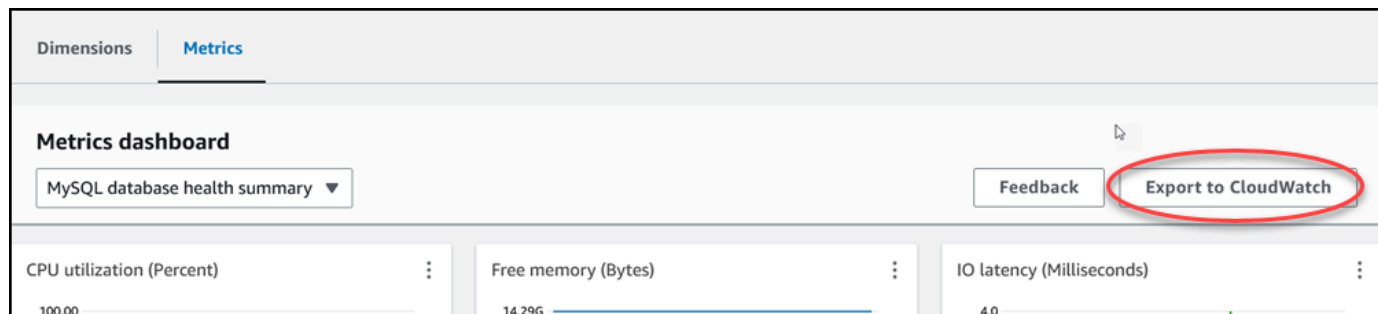 Dimensions
Metrics
Metrics dashboard
MySQL database health summary
Feedback
Export to CloudWatch
CPU utilization (Percent)
Free memory (Bytes)
IO latency (Milliseconds)
100.00
14.29G
4.0